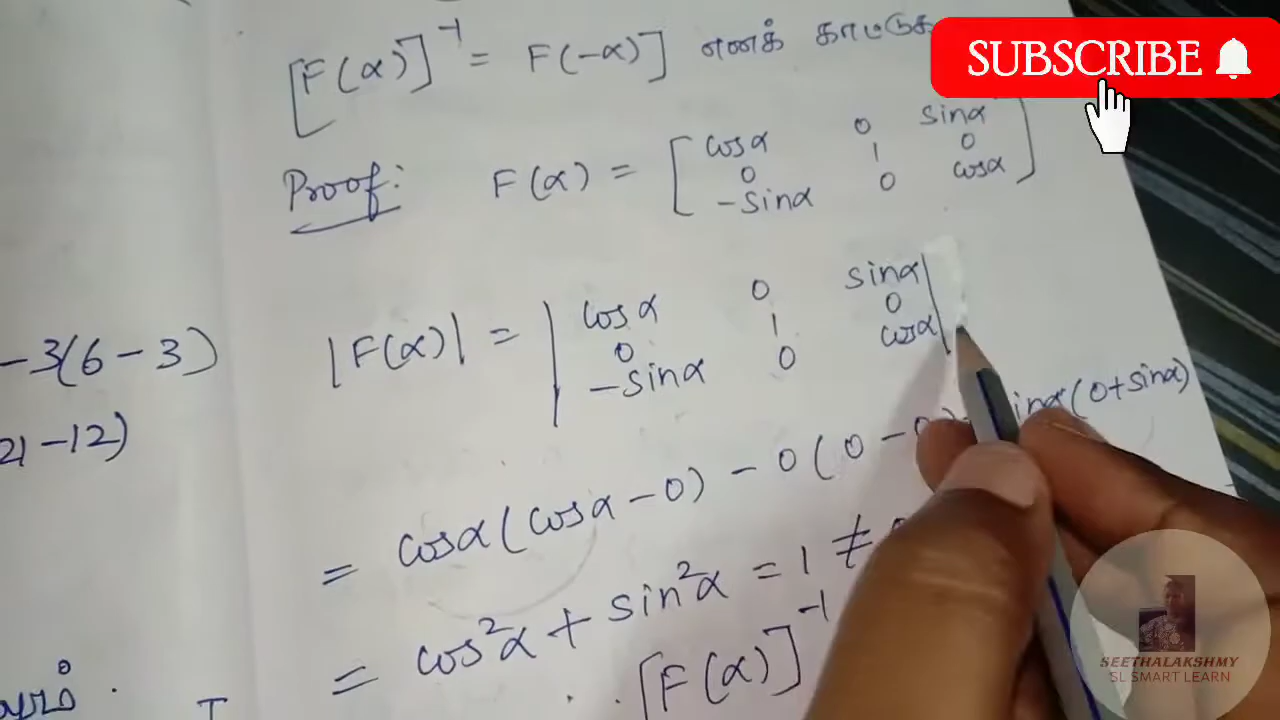 [F(α)]⁻¹ = F(-α)] எனக் காட்டுக
SUBSCRIBE
Proof: F(α) = [cosα 0 sinα
0 1 0
-sinα 0 cosα]
|F(α)| = |cosα 0 sinα
0 1 0
-sinα 0 cosα|
-3(6-3)
21-12)
= cosα(cosα-0) - 0(0-0) sinα(0+sinα)
= cos²α + sin²α = 1 ≠
[F(α)]⁻¹
SEETHALAKSHMY
SL SMART LEARN